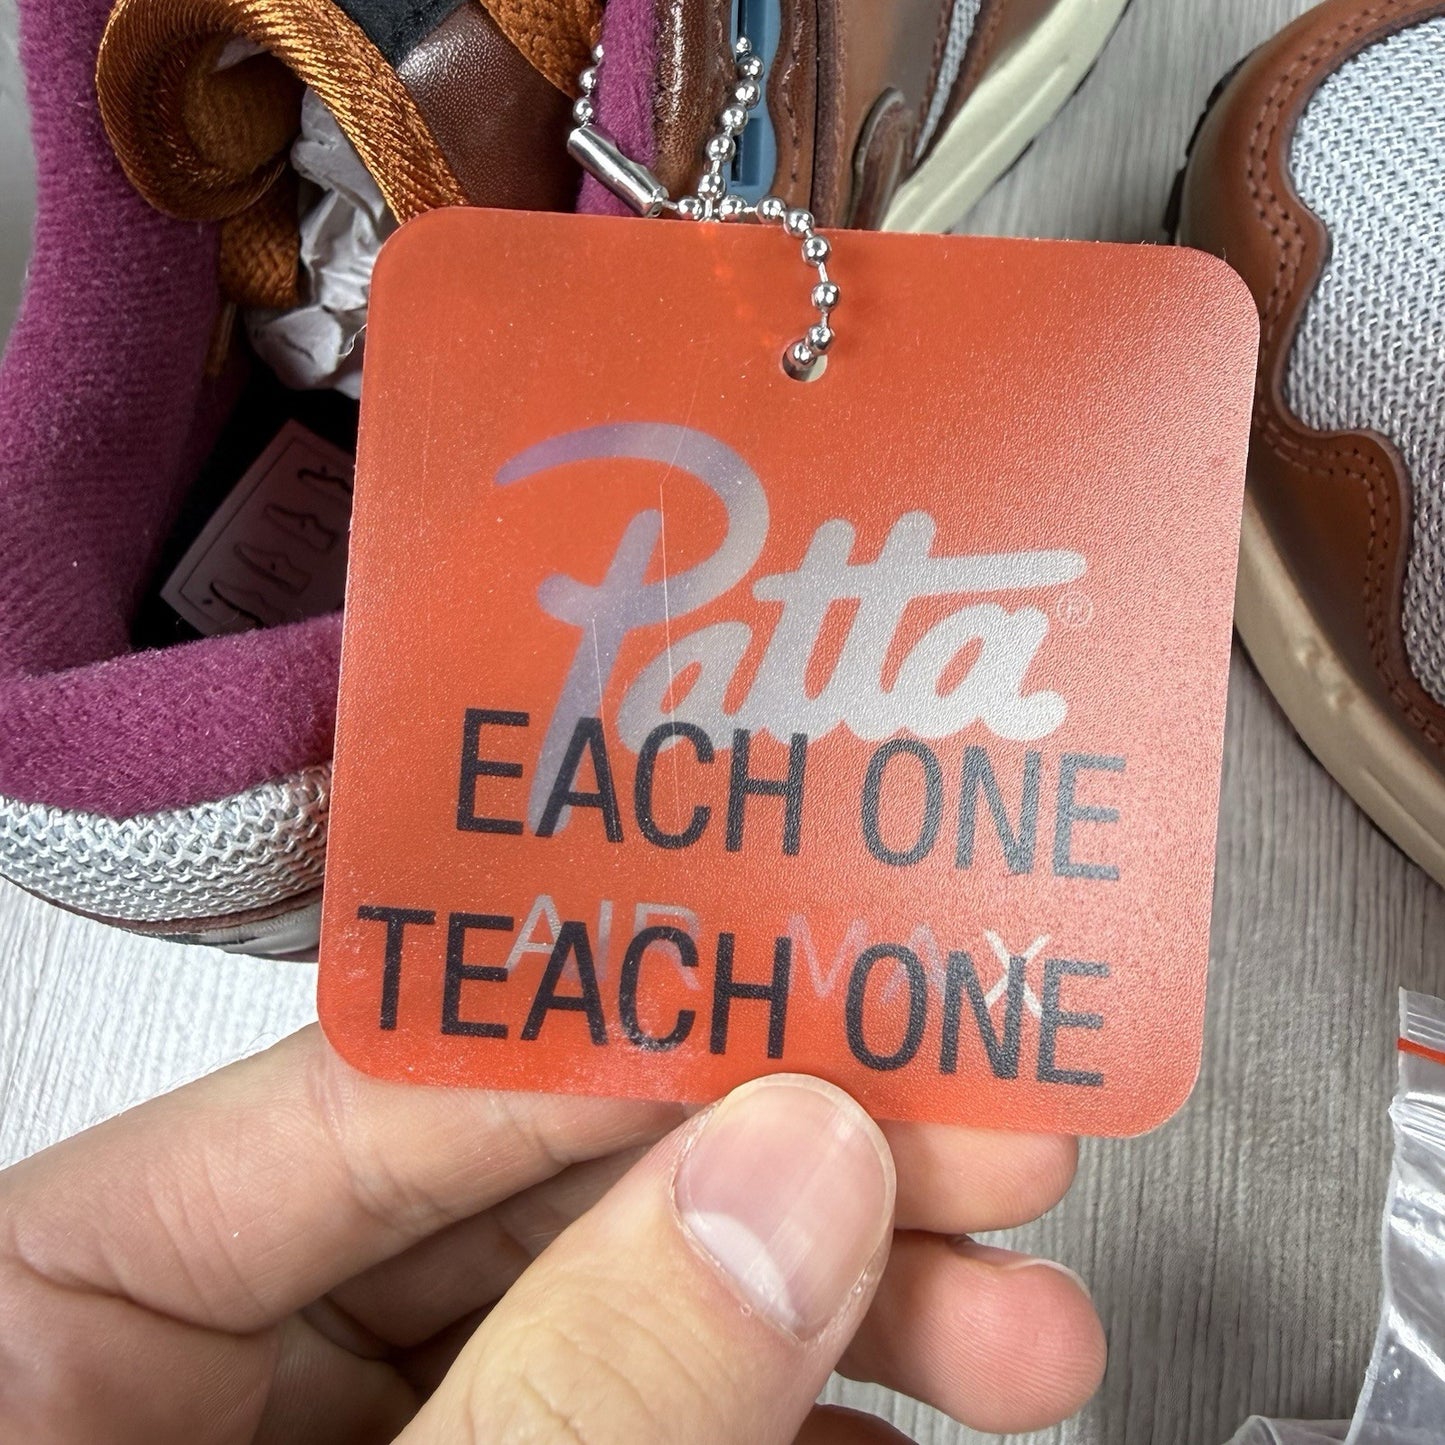 Patta®
EACH ONE
AIR MAX
TEACH ONE